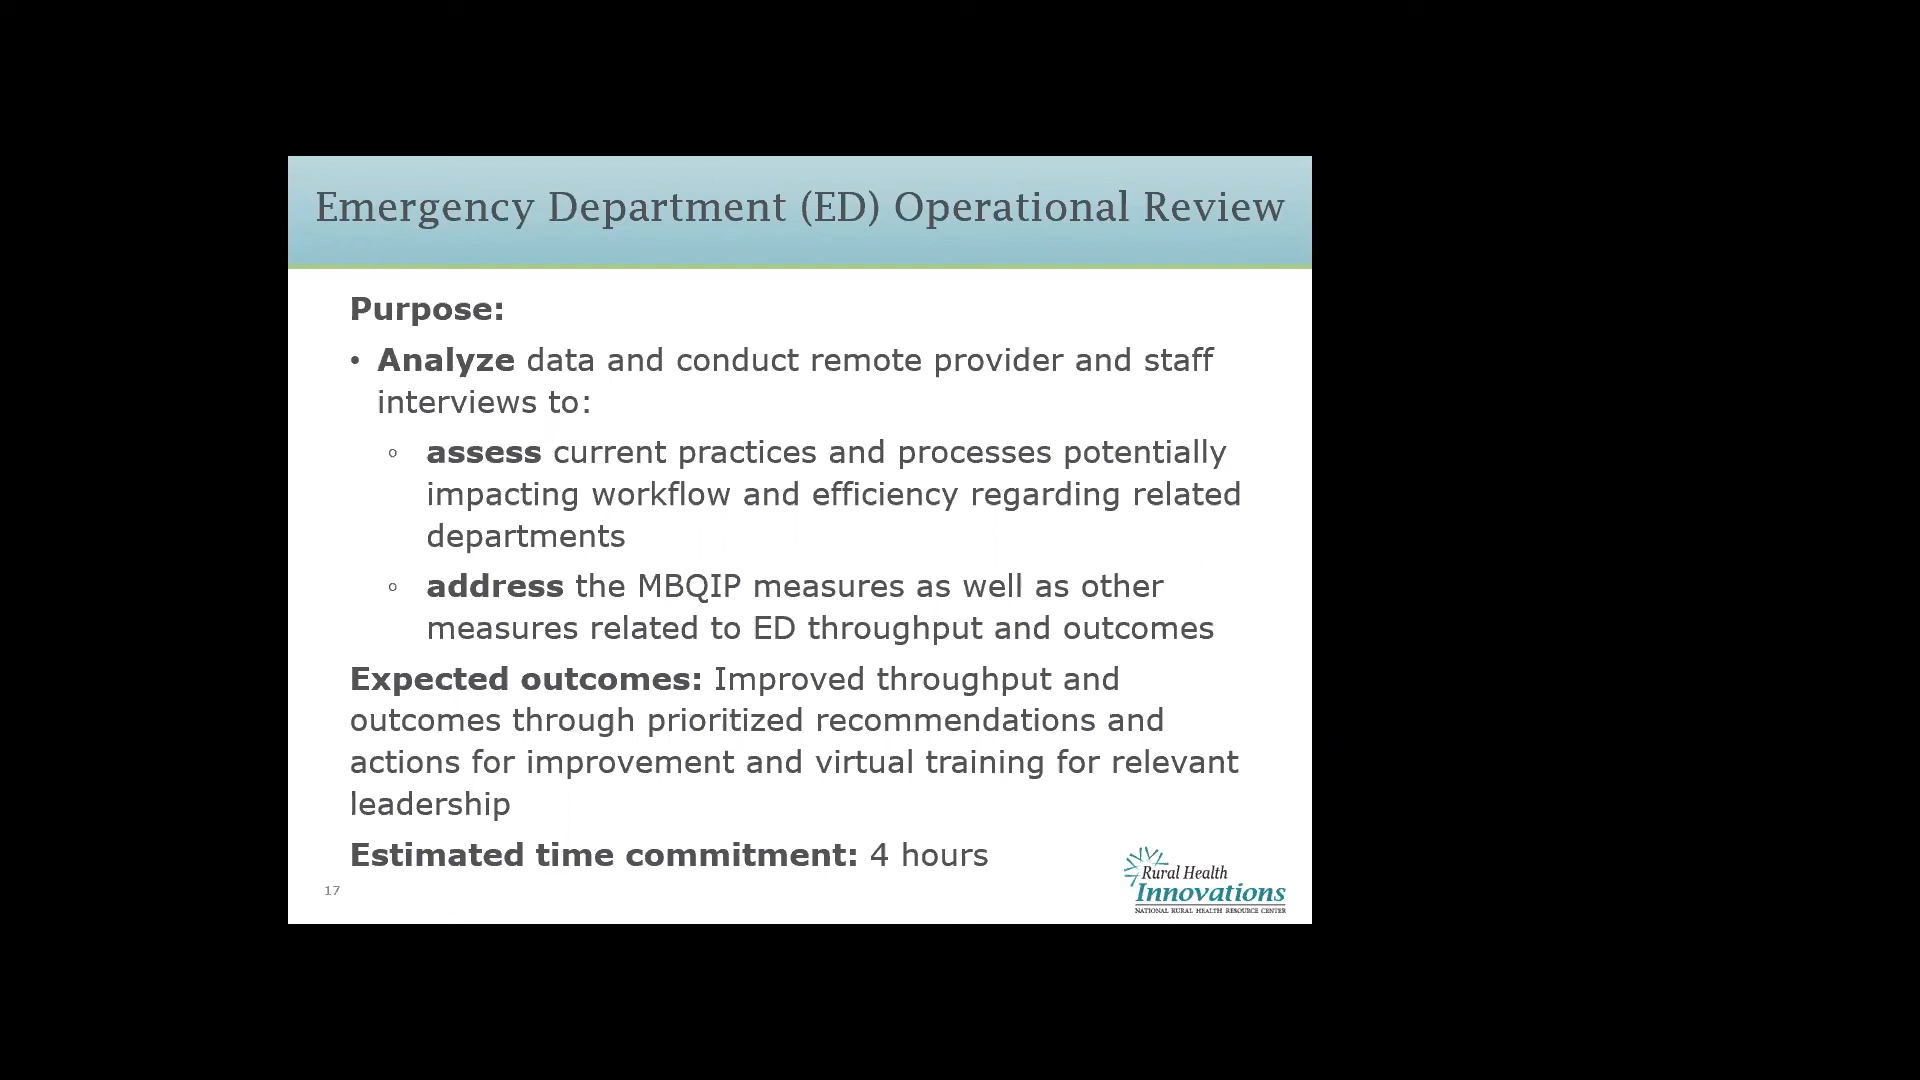 Emergency Department (ED) Operational Review
Purpose:
• Analyze data and conduct remote provider and staff
interviews to:
○ assess current practices and processes potentially
impacting workflow and efficiency regarding related
departments
○ address the MBQIP measures as well as other
measures related to ED throughput and outcomes
Expected outcomes: Improved throughput and
outcomes through prioritized recommendations and
actions for improvement and virtual training for relevant
leadership
Estimated time commitment: 4 hours
17
Rural Health
Innovations
NATIONAL RURAL HEALTH RESOURCE CENTER